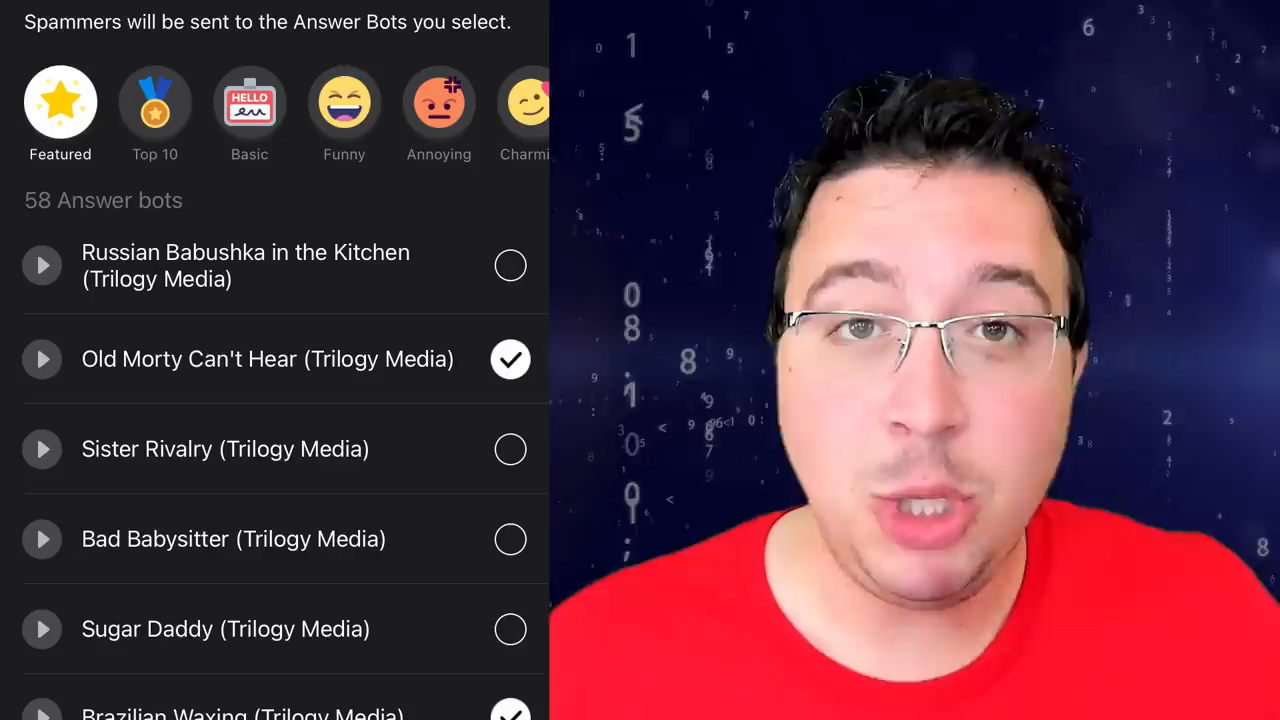 Spammers will be sent to the Answer Bots you select.
HELLO
Featured
Top 10
Basic
Funny
Annoying
Charmi
58 Answer bots
Russian Babushka in the Kitchen
(Trilogy Media)
Old Morty Can't Hear (Trilogy Media)
Sister Rivalry (Trilogy Media)
Bad Babysitter (Trilogy Media)
Sugar Daddy (Trilogy Media)
Brazilian Waxing (Trilogy Media)